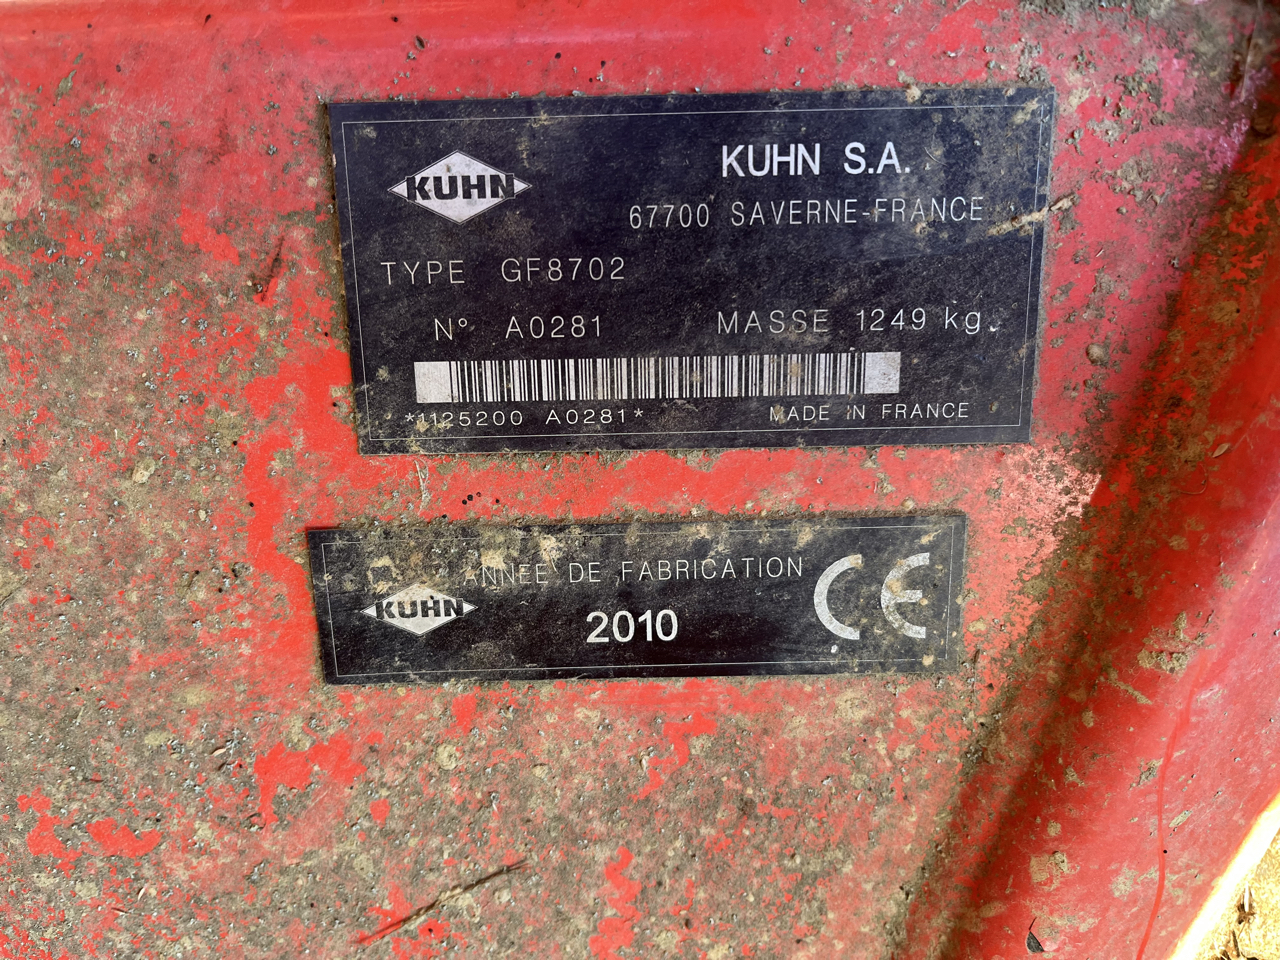 KUHN
KUHN S.A.
67700 SAVERNE-FRANCE
TYPE GF8702
N° A0281 MASSE 1249 kg.
*1125200 A0281* MADE IN FRANCE
ANNEE DE FABRICATION
KUHN
2010
CE